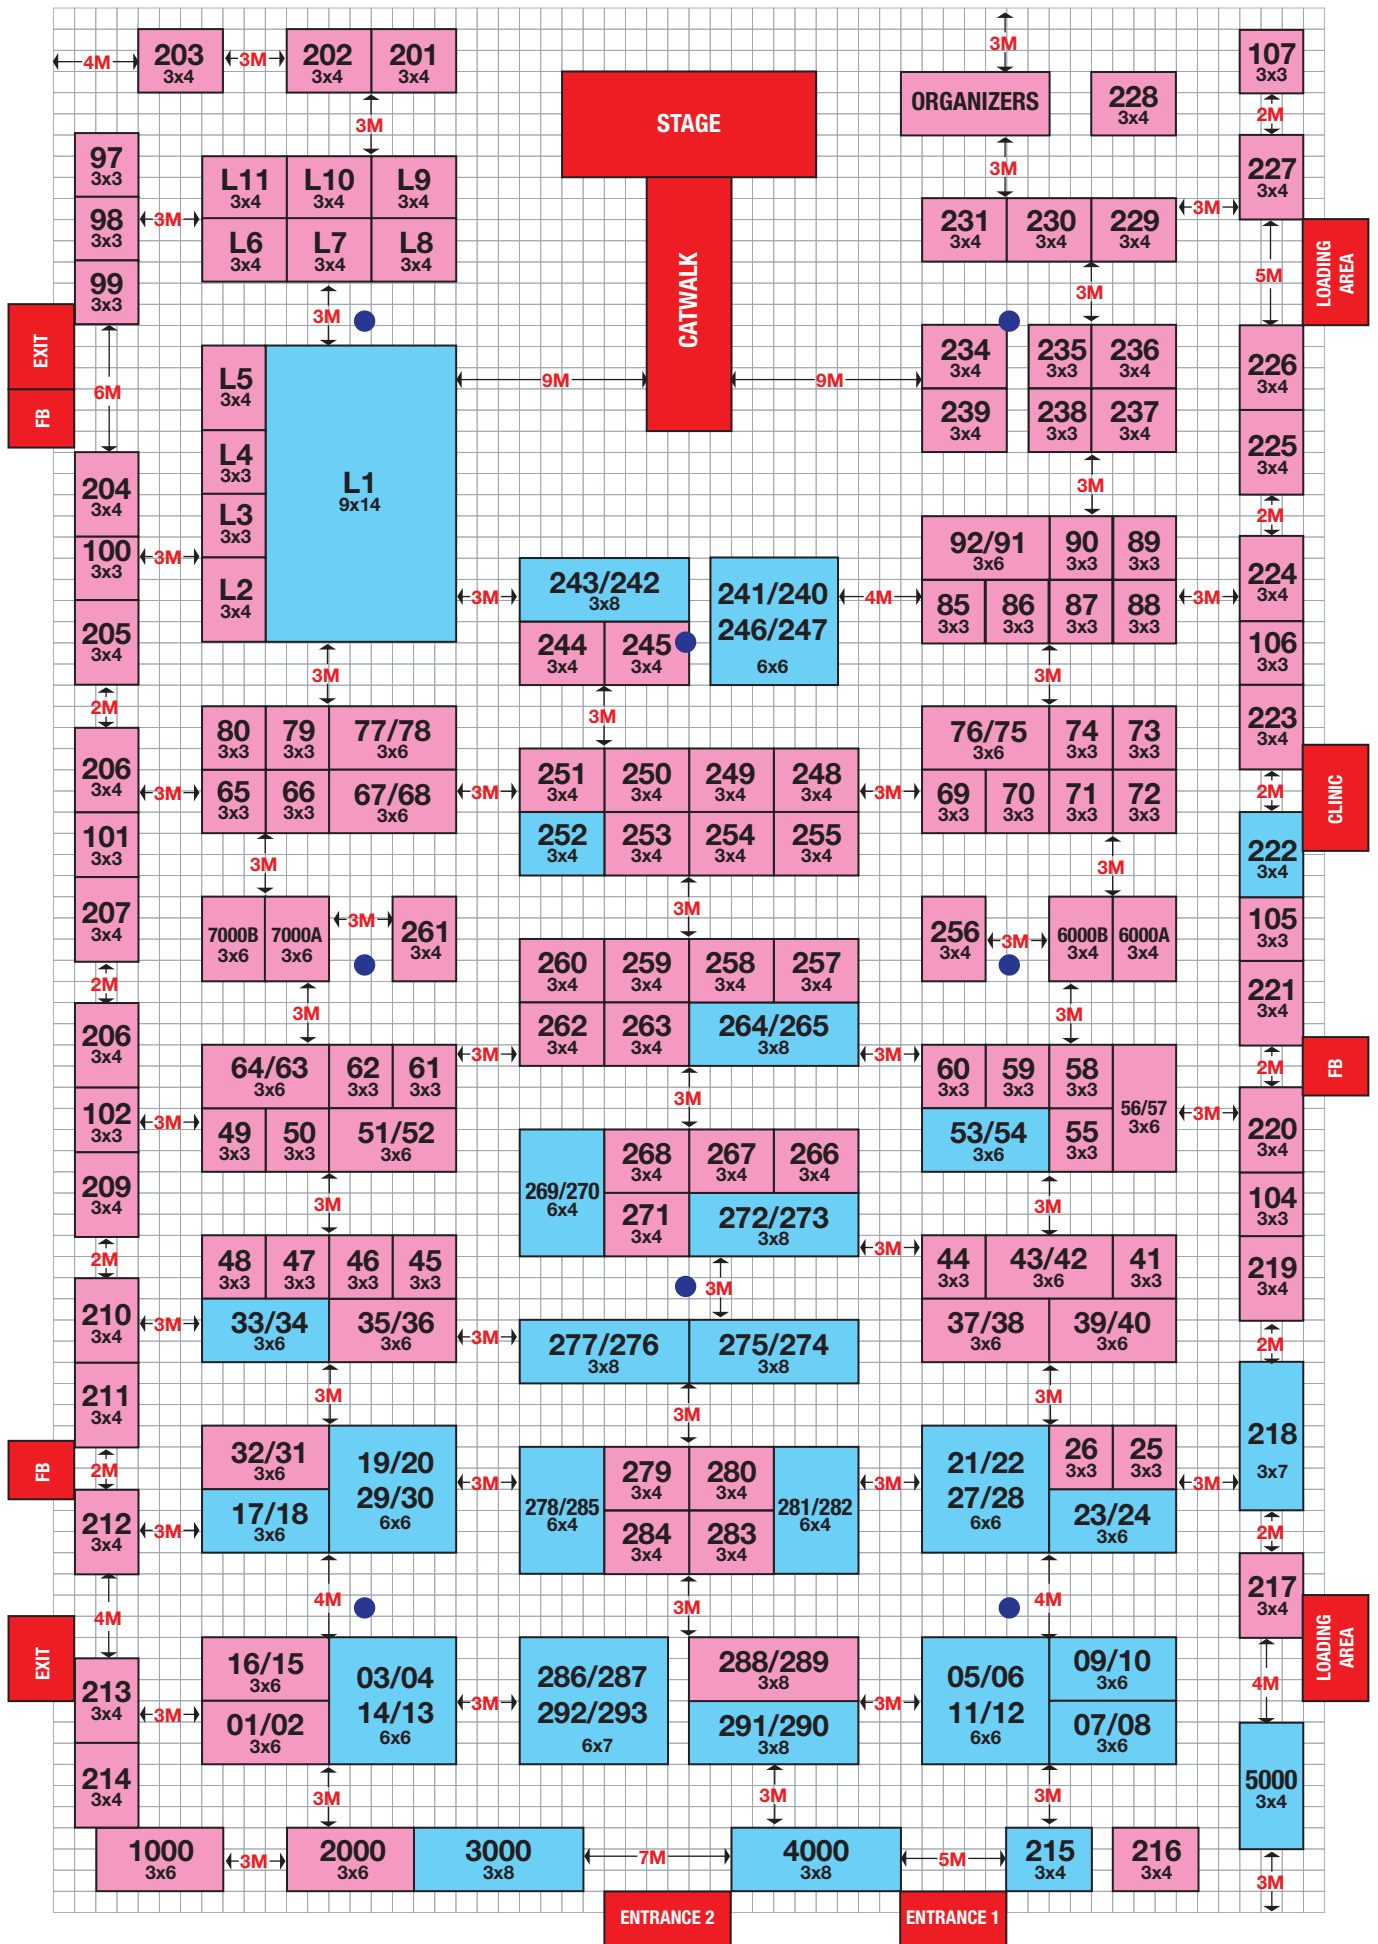 203
3x4
202
3x4
201
3x4
4M
3M
3M
STAGE
CATWALK
3M
ORGANIZERS
228
3x4
107
3x3
2M
227
3x4
3M
231
3x4
230
3x4
229
3x4
3M
5M
LOADING
AREA
97
3x3
98
3x3
99
3x3
3M
L11
3x4
L10
3x4
L9
3x4
L6
3x4
L7
3x4
L8
3x4
3M
EXIT
FB
6M
L5
3x4
L4
3x3
L3
3x3
L2
3x4
L1
9x14
9M
9M
3M
234
3x4
235
3x3
236
3x4
239
3x4
238
3x3
237
3x4
3M
226
3x4
225
3x4
2M
204
3x4
100
3x3
205
3x4
3M
3M
243/242
3x8
244
3x4
245
3x4
241/240
246/247
6x6
4M
92/91
3x6
90
3x3
89
3x3
85
3x3
86
3x3
87
3x3
88
3x3
3M
224
3x4
106
3x3
223
3x4
2M
3M
3M
3M
80
3x3
79
3x3
77/78
3x6
65
3x3
66
3x3
67/68
3x6
206
3x4
101
3x3
207
3x4
3M
3M
251
3x4
250
3x4
249
3x4
248
3x4
252
3x4
253
3x4
254
3x4
255
3x4
3M
76/75
3x6
74
3x3
73
3x3
69
3x3
70
3x3
71
3x3
72
3x3
2M
CLINIC
222
3x4
105
3x3
221
3x4
3M
3M
3M
7000B
3x6
7000A
3x6
3M
261
3x4
256
3x4
3M
6000B
3x4
6000A
3x4
2M
3M
260
3x4
259
3x4
258
3x4
257
3x4
262
3x4
263
3x4
264/265
3x8
3M
2M
FB
206
3x4
102
3x3
209
3x4
3M
64/63
3x6
62
3x3
61
3x3
49
3x3
50
3x3
51/52
3x6
3M
3M
3M
60
3x3
59
3x3
58
3x3
53/54
3x6
55
3x3
56/57
3x6
3M
220
3x4
104
3x3
219
3x4
3M
269/270
6x4
268
3x4
267
3x4
266
3x4
271
3x4
272/273
3x8
3M
3M
2M
48
3x3
47
3x3
46
3x3
45
3x3
33/34
3x6
35/36
3x6
3M
44
3x3
43/42
3x6
41
3x3
37/38
3x6
39/40
3x6
210
3x4
211
3x4
3M
3M
277/276
3x8
275/274
3x8
2M
3M
3M
3M
218
3x7
FB
2M
32/31
3x6
17/18
3x6
19/20
29/30
6x6
3M
278/285
6x4
279
3x4
280
3x4
284
3x4
283
3x4
281/282
6x4
3M
21/22
27/28
6x6
26
3x3
25
3x3
23/24
3x6
3M
212
3x4
3M
2M
217
3x4
4M
4M
3M
4M
LOADING
AREA
EXIT
213
3x4
214
3x4
3M
16/15
3x6
01/02
3x6
03/04
14/13
6x6
3M
286/287
292/293
6x7
288/289
3x8
291/290
3x8
3M
05/06
11/12
6x6
09/10
3x6
07/08
3x6
4M
5000
3x4
3M
3M
3M
1000
3x6
3M
2000
3x6
3000
3x8
7M
4000
3x8
5M
215
3x4
216
3x4
3M
ENTRANCE 2
ENTRANCE 1